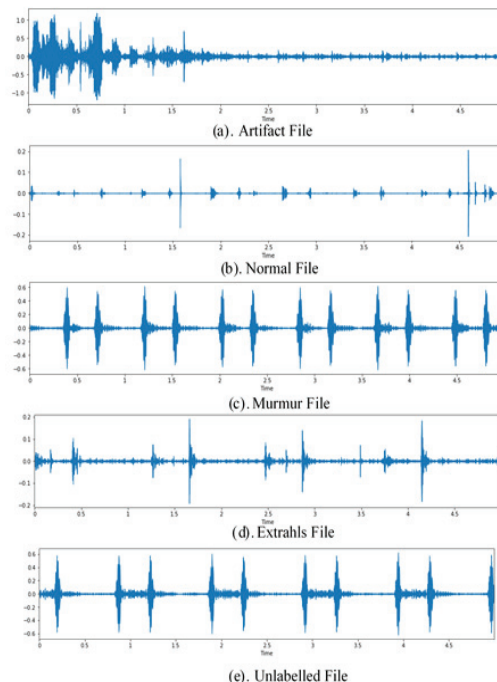 1.0
0.5
0.0
-0.5
-1.0
0 0.5 1 1.5 2 2.5 3 3.5 4 4.5
Time
(a). Artifact File
0.2
0.1
0.0
-0.1
-0.2
0 0.5 1 1.5 2 2.5 3 3.5 4 4.5
Time
(b). Normal File
0.6
0.4
0.2
0.0
-0.2
-0.4
-0.6
0 0.5 1 1.5 2 2.5 3 3.5 4 4.5
Time
(c). Murmur File
0.2
0.1
0.0
-0.1
-0.2
0 0.5 1 1.5 2 2.5 3 3.5 4 4.5
Time
(d). Extrahls File
0.6
0.4
0.2
0.0
-0.2
-0.4
-0.6
0 0.5 1 1.5 2 2.5 3 3.5 4 4.5
Time
(e). Unlabelled File